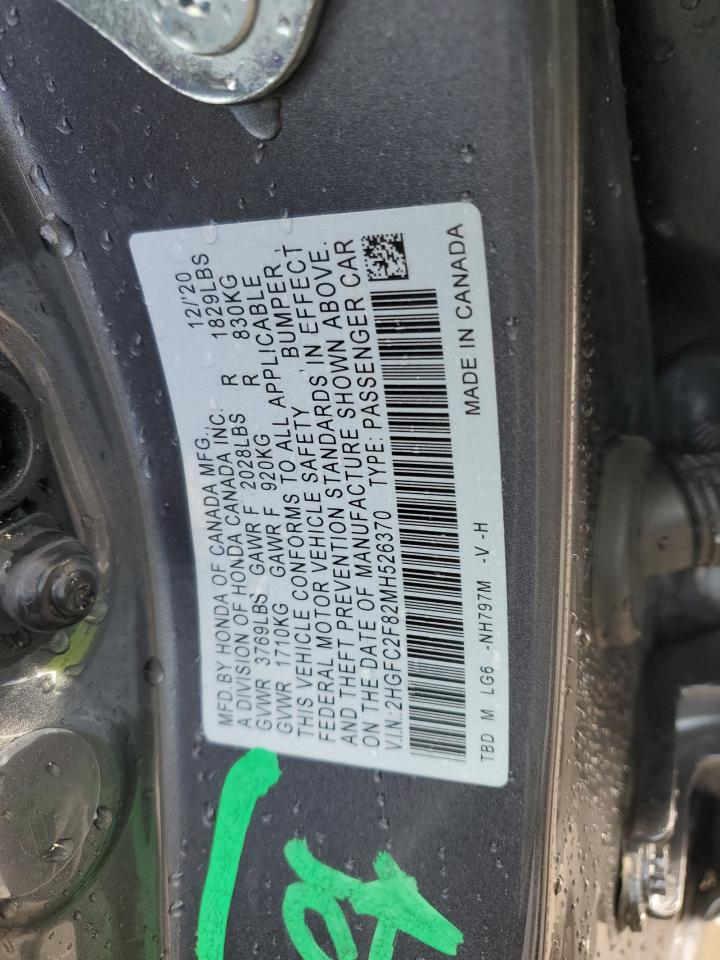 MFD.BY HONDA OF CANADA MFG., 12/'20
A DIVISION OF HONDA CANADA INC.
GVWR 3769LBS GAWR F 2028LBS R 1829LBS
GVWR 1710KG GAWR F 920KG R 830KG
THIS VEHICLE CONFORMS TO ALL APPLICABLE
FEDERAL MOTOR VEHICLE SAFETY, BUMPER,
AND THEFT PREVENTION STANDARDS IN EFFECT
ON THE DATE OF MANUFACTURE SHOWN ABOVE.
V.I.N.:2HGFC2F82MH526370 TYPE: PASSENGER CAR
TBD M LG6 -NH797M -V -H MADE IN CANADA